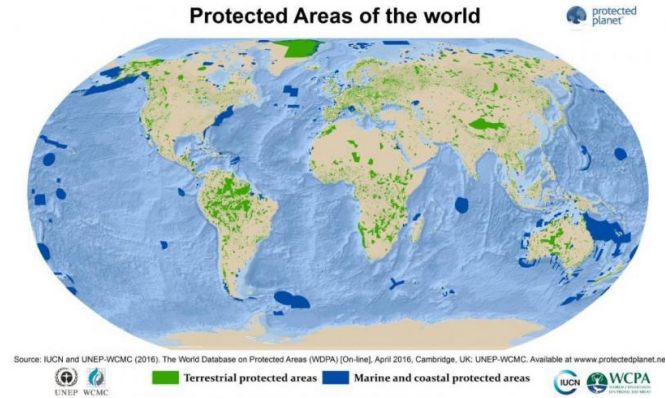 Protected Areas of the world
protected
planet
Source: IUCN and UNEP-WCMC (2016). The World Database on Protected Areas (WDPA) [On-line], April 2016, Cambridge, UK: UNEP-WCMC. Available at www.protectedplanet.ne
UNEP WCMC
Terrestrial protected areas
Marine and coastal protected areas
IUCN
WCPA